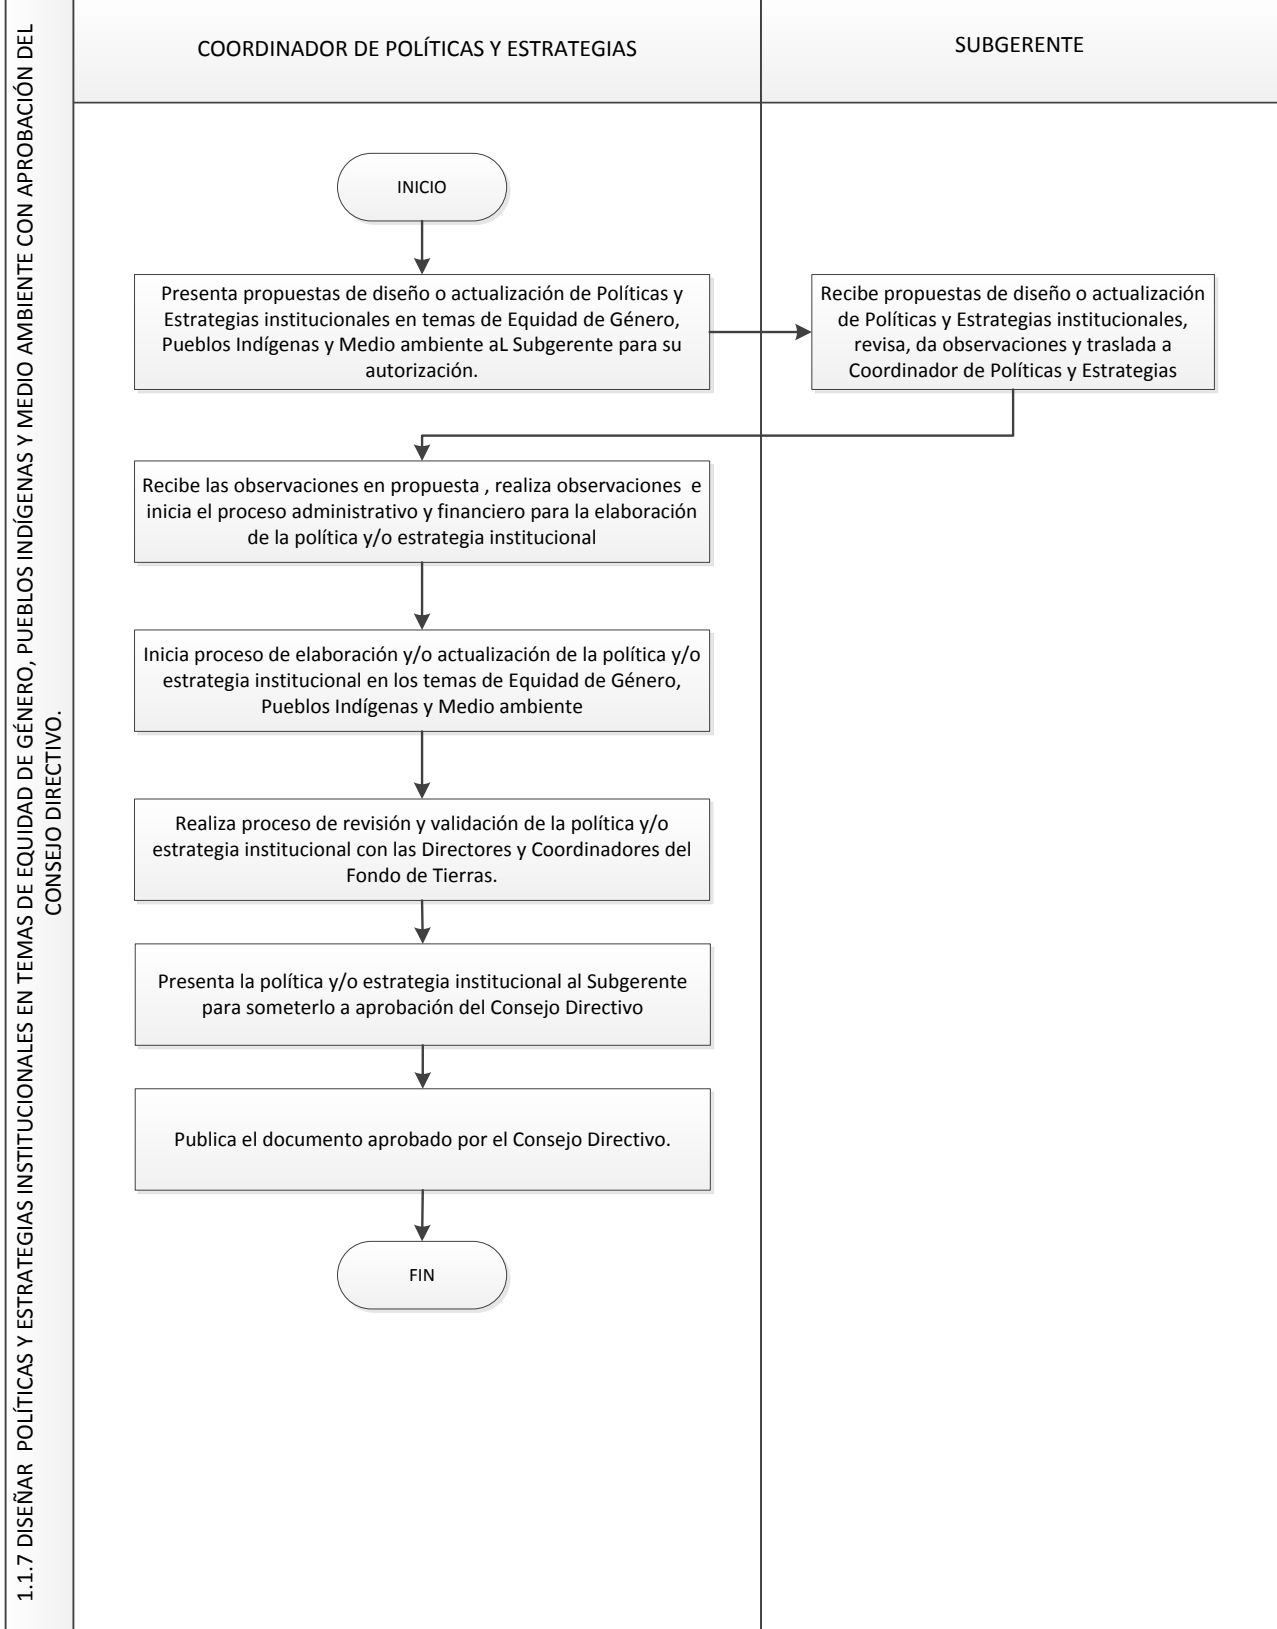 1.1.7 DISEÑAR  POLÍTICAS Y ESTRATEGIAS INSTITUCIONALES EN TEMAS DE EQUIDAD DE GÉNERO, PUEBLOS INDÍGENAS Y MEDIO AMBIENTE CON APROBACIÓN DEL
CONSEJO DIRECTIVO.
COORDINADOR DE POLÍTICAS Y ESTRATEGIAS
SUBGERENTE
INICIO
Presenta propuestas de diseño o actualización de Políticas y
Estrategias institucionales en temas de Equidad de Género,
Pueblos Indígenas y Medio ambiente aL Subgerente para su
autorización.
Recibe propuestas de diseño o actualización
de Políticas y Estrategias institucionales,
revisa, da observaciones y traslada a
Coordinador de Políticas y Estrategias
Recibe las observaciones en propuesta , realiza observaciones  e
inicia el proceso administrativo y financiero para la elaboración
de la política y/o estrategia institucional
Inicia proceso de elaboración y/o actualización de la política y/o
estrategia institucional en los temas de Equidad de Género,
Pueblos Indígenas y Medio ambiente
Realiza proceso de revisión y validación de la política y/o
estrategia institucional con las Directores y Coordinadores del
Fondo de Tierras.
Presenta la política y/o estrategia institucional al Subgerente
para someterlo a aprobación del Consejo Directivo
Publica el documento aprobado por el Consejo Directivo.
FIN